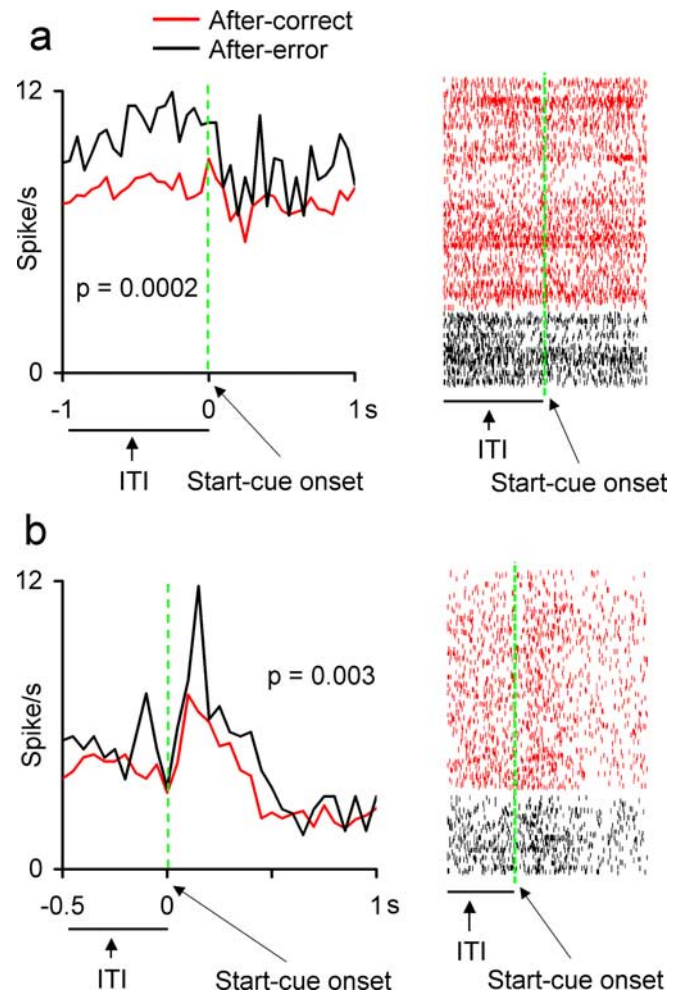 a
After-correct
After-error
12
Spike/s
p = 0.0002
0
-1 0 1 s
ITI
Start-cue onset
ITI
Start-cue onset
b
12
Spike/s
p = 0.003
0
-0.5 0 1 s
ITI
Start-cue onset
ITI
Start-cue onset